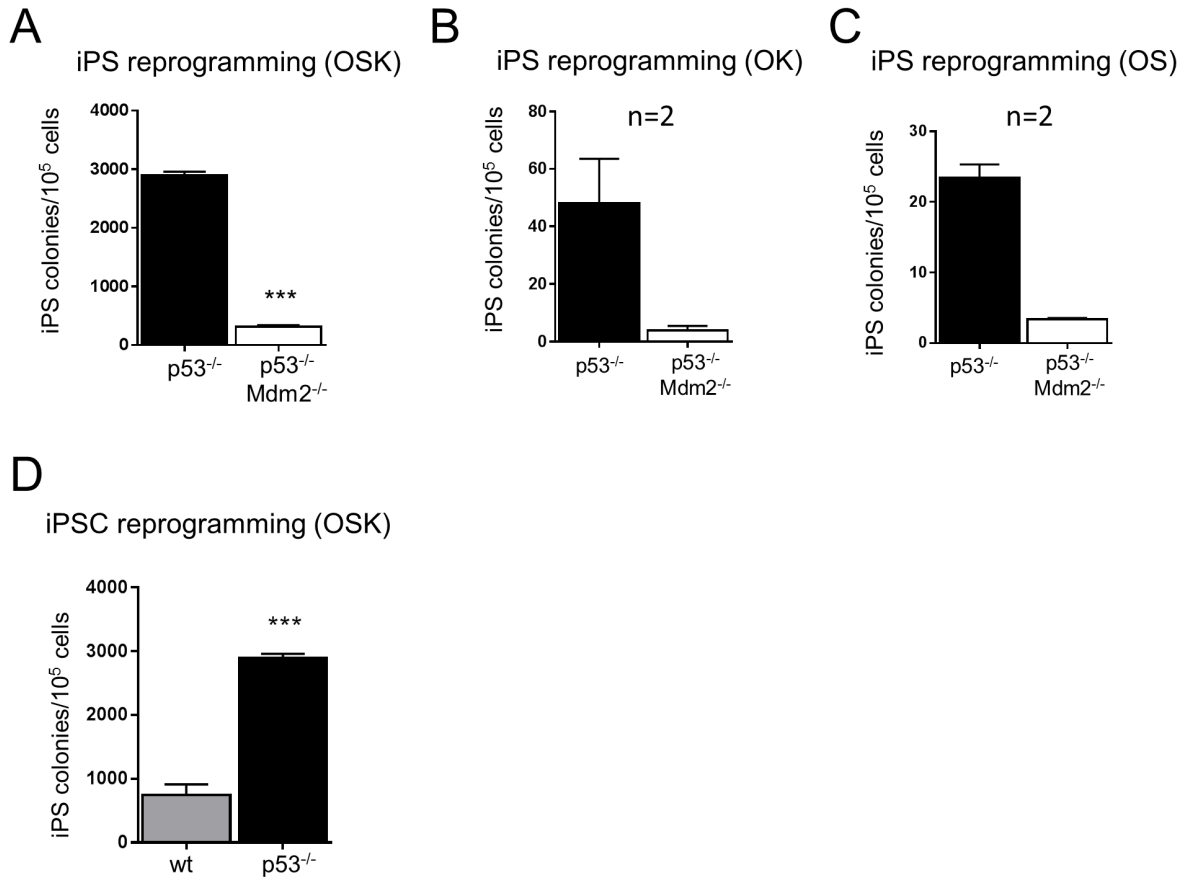 A
iPS reprogramming (OSK)
iPS colonies/10⁵ cells
4000
3000
2000
1000
0
***
p53⁻/⁻
p53⁻/⁻
Mdm2⁻/⁻
B
iPS reprogramming (OK)
iPS colonies/10⁵ cells
80
60
40
20
0
n=2
p53⁻/⁻
p53⁻/⁻
Mdm2⁻/⁻
C
iPS reprogramming (OS)
iPS colonies/10⁵ cells
30
20
10
0
n=2
p53⁻/⁻
p53⁻/⁻
Mdm2⁻/⁻
D
iPSC reprogramming (OSK)
iPS colonies/10⁵ cells
4000
3000
2000
1000
0
***
wt
p53⁻/⁻